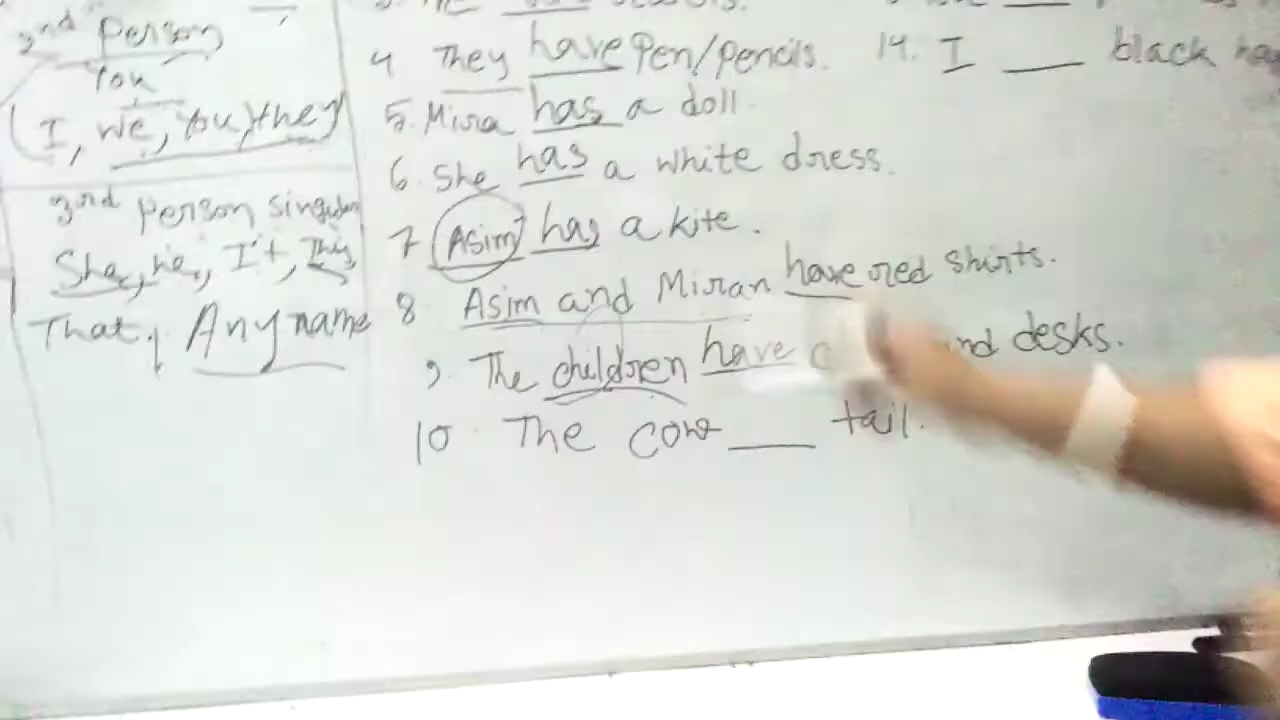 2nd Person
You
(I, We, You, they)
3rd person singular
She, he, It, This,
That, Any name
4 They have Pen/pencils.
5. Mira has a doll.
6. She has a white dress.
7 Asim has a kite.
8 Asim and Miran have red shirts.
9. The children have and desks.
10. The cow ___ tail.
14. I ___ black